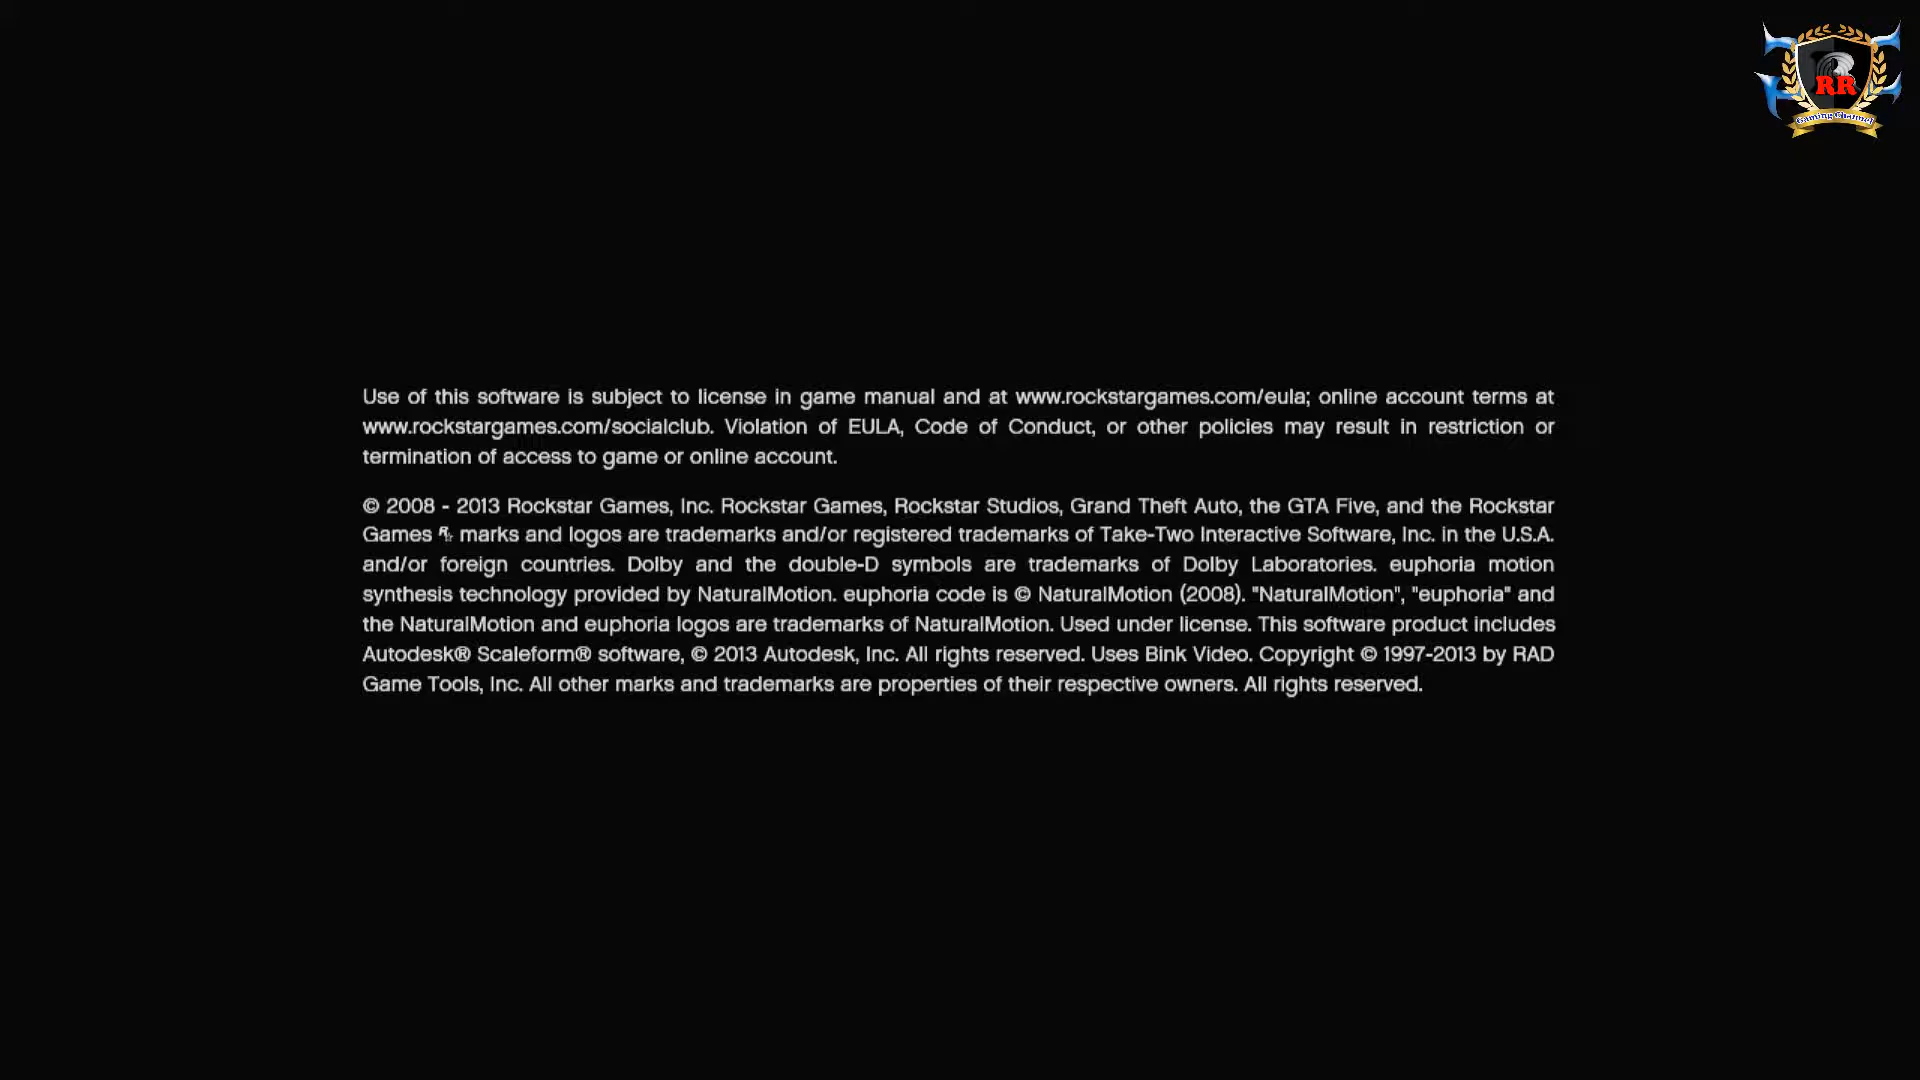 RR
Gaming Channel
Use of this software is subject to license in game manual and at www.rockstargames.com/eula; online account terms at
www.rockstargames.com/socialclub. Violation of EULA, Code of Conduct, or other policies may result in restriction or
termination of access to game or online account.
© 2008 - 2013 Rockstar Games, Inc. Rockstar Games, Rockstar Studios, Grand Theft Auto, the GTA Five, and the Rockstar
Games R* marks and logos are trademarks and/or registered trademarks of Take-Two Interactive Software, Inc. in the U.S.A.
and/or foreign countries. Dolby and the double-D symbols are trademarks of Dolby Laboratories. euphoria motion
synthesis technology provided by NaturalMotion. euphoria code is © NaturalMotion (2008). "NaturalMotion", "euphoria" and
the NaturalMotion and euphoria logos are trademarks of NaturalMotion. Used under license. This software product includes
Autodesk® Scaleform® software, © 2013 Autodesk, Inc. All rights reserved. Uses Bink Video. Copyright © 1997-2013 by RAD
Game Tools, Inc. All other marks and trademarks are properties of their respective owners. All rights reserved.